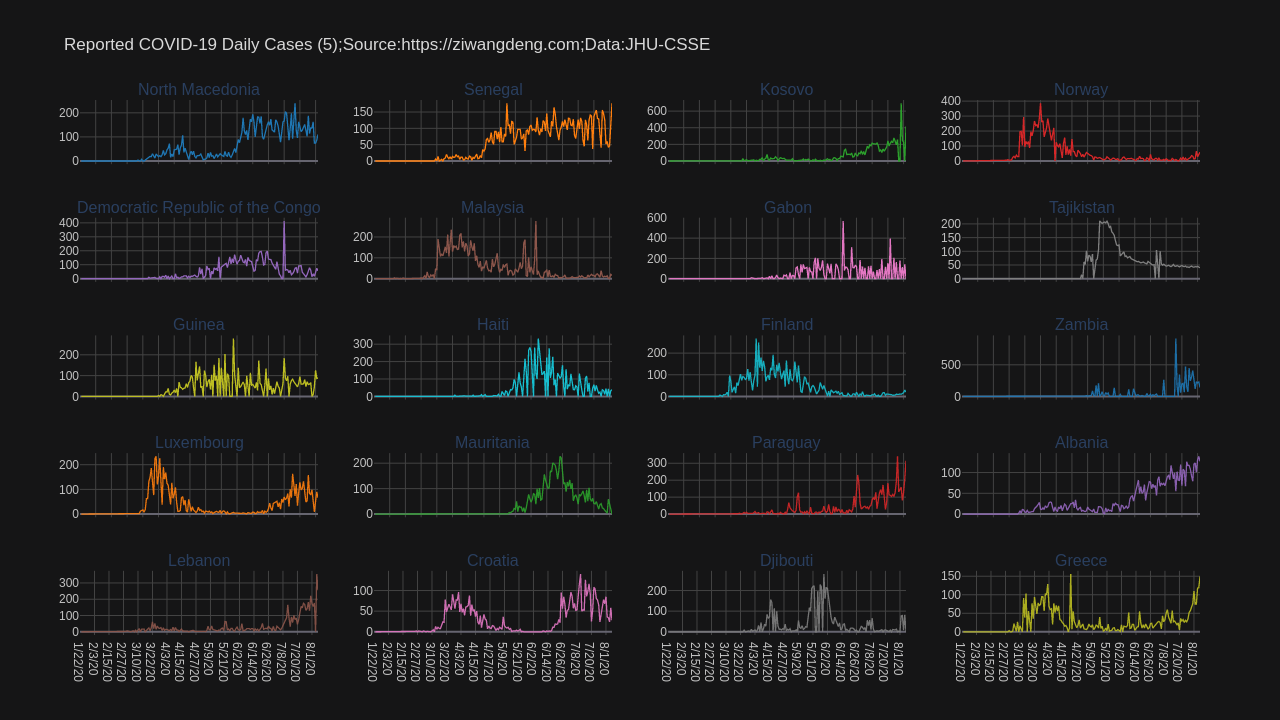 Reported COVID-19 Daily Cases (5);Source:https://ziwangdeng.com;Data:JHU-CSSE
North Macedonia Senegal Kosovo Norway
200 100 0
150 100 50 0
600 400 200 0
400 300 200 100 0
Democratic Republic of the Congo Malaysia Gabon Tajikistan
400 300 200 100 0
200 100 0
600 400 200 0
200 150 100 50 0
Guinea Haiti Finland Zambia
200 100 0
300 200 100 0
200 100 0
500 0
Luxembourg Mauritania Paraguay Albania
200 100 0
200 100 0
300 200 100 0
100 50 0
Lebanon Croatia Djibouti Greece
300 200 100 0
100 50 0
200 100 0
150 100 50 0
1/22/20 2/3/20 2/15/20 2/27/20 3/10/20 3/22/20 4/3/20 4/15/20 4/27/20 5/9/20 5/21/20 6/2/20 6/14/20 6/26/20 7/8/20 7/20/20 8/1/20
1/22/20 2/3/20 2/15/20 2/27/20 3/10/20 3/22/20 4/3/20 4/15/20 4/27/20 5/9/20 5/21/20 6/2/20 6/14/20 6/26/20 7/8/20 7/20/20 8/1/20
1/22/20 2/3/20 2/15/20 2/27/20 3/10/20 3/22/20 4/3/20 4/15/20 4/27/20 5/9/20 5/21/20 6/2/20 6/14/20 6/26/20 7/8/20 7/20/20 8/1/20
1/22/20 2/3/20 2/15/20 2/27/20 3/10/20 3/22/20 4/3/20 4/15/20 4/27/20 5/9/20 5/21/20 6/2/20 6/14/20 6/26/20 7/8/20 7/20/20 8/1/20